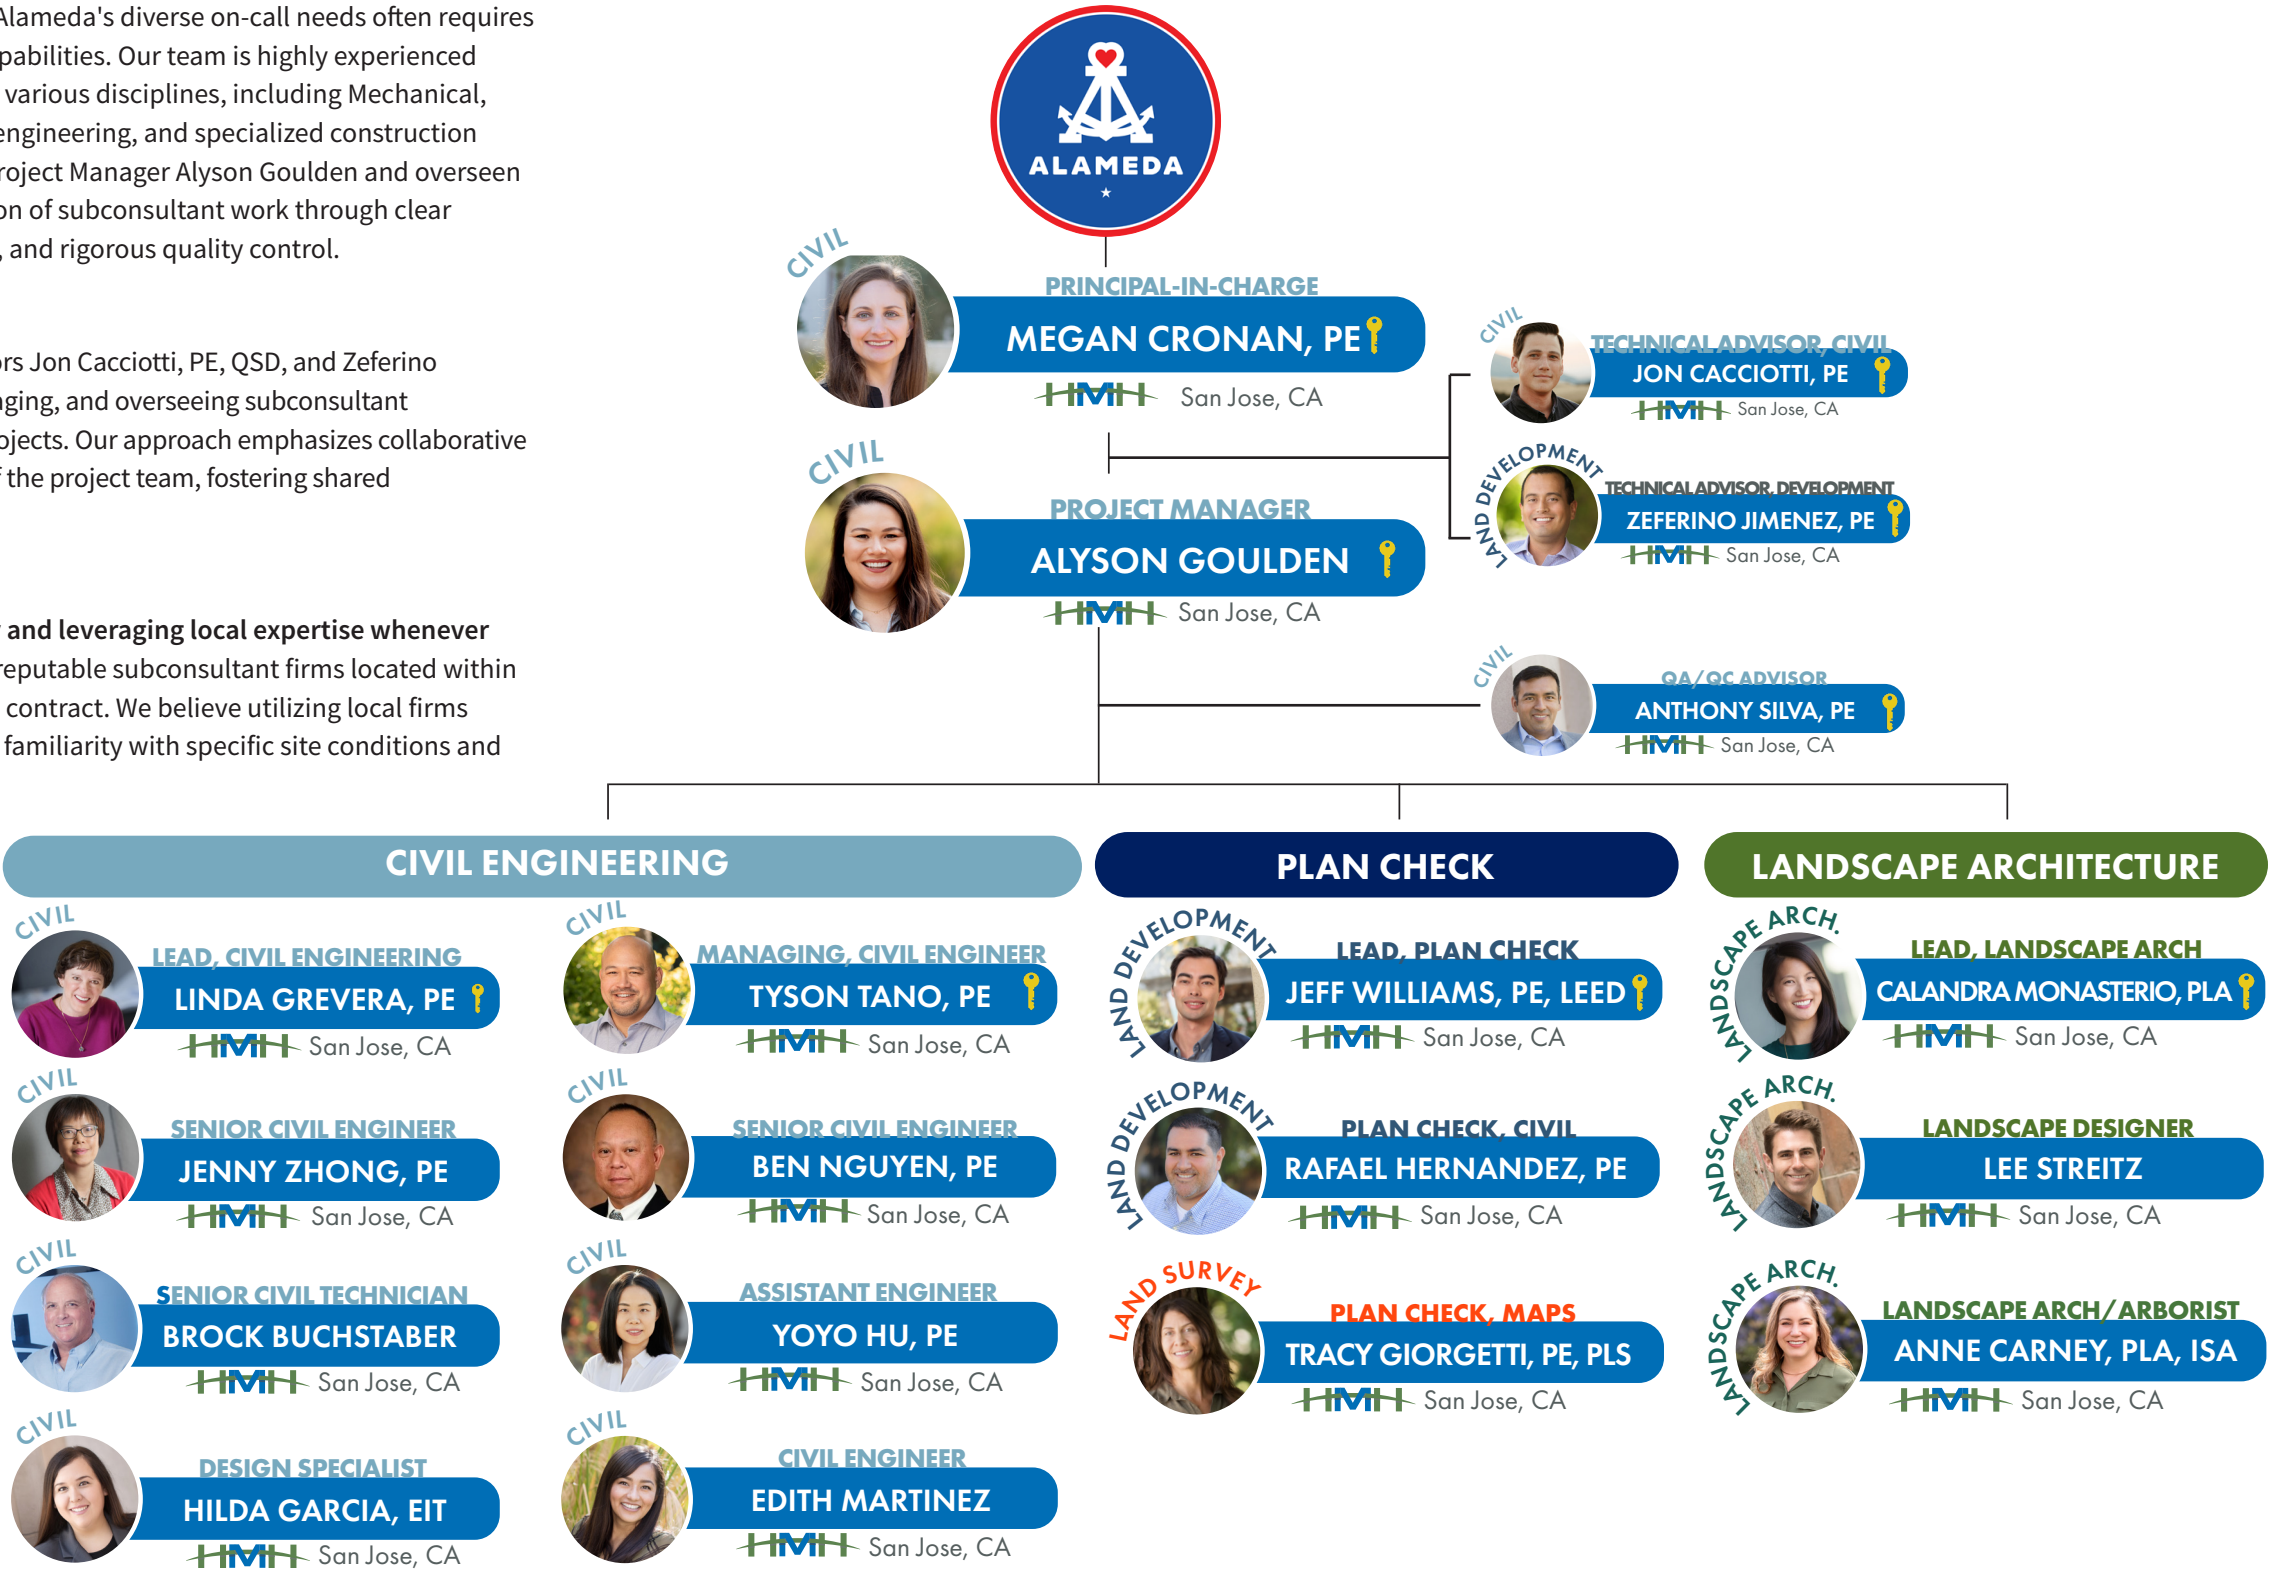 Alameda's diverse on-call needs often requires
pabilities. Our team is highly experienced
various disciplines, including Mechanical,
engineering, and specialized construction
roject Manager Alyson Goulden and overseen
on of subconsultant work through clear
, and rigorous quality control.
ors Jon Cacciotti, PE, QSD, and Zeferino
aging, and overseeing subconsultant
ojects. Our approach emphasizes collaborative
f the project team, fostering shared
y and leveraging local expertise whenever
reputable subconsultant firms located within
contract. We believe utilizing local firms
familiarity with specific site conditions and
ALAMEDA
CIVIL
PRINCIPAL-IN-CHARGE
MEGAN CRONAN, PE
HMH San Jose, CA
CIVIL
TECHNICAL ADVISOR, CIVIL
JON CACCIOTTI, PE
HMH San Jose, CA
LAND DEVELOPMENT
TECHNICAL ADVISOR, DEVELOPMENT
ZEFERINO JIMENEZ, PE
HMH San Jose, CA
CIVIL
PROJECT MANAGER
ALYSON GOULDEN
HMH San Jose, CA
CIVIL
QA/QC ADVISOR
ANTHONY SILVA, PE
HMH San Jose, CA
CIVIL ENGINEERING
CIVIL
LEAD, CIVIL ENGINEERING
LINDA GREVERA, PE
HMH San Jose, CA
CIVIL
SENIOR CIVIL ENGINEER
JENNY ZHONG, PE
HMH San Jose, CA
CIVIL
SENIOR CIVIL TECHNICIAN
BROCK BUCHSTABER
HMH San Jose, CA
CIVIL
DESIGN SPECIALIST
HILDA GARCIA, EIT
HMH San Jose, CA
CIVIL
MANAGING, CIVIL ENGINEER
TYSON TANO, PE
HMH San Jose, CA
CIVIL
SENIOR CIVIL ENGINEER
BEN NGUYEN, PE
HMH San Jose, CA
CIVIL
ASSISTANT ENGINEER
YOYO HU, PE
HMH San Jose, CA
CIVIL
CIVIL ENGINEER
EDITH MARTINEZ
HMH San Jose, CA
PLAN CHECK
LAND DEVELOPMENT
LEAD, PLAN CHECK
JEFF WILLIAMS, PE, LEED
HMH San Jose, CA
LAND DEVELOPMENT
PLAN CHECK, CIVIL
RAFAEL HERNANDEZ, PE
HMH San Jose, CA
LAND SURVEY
PLAN CHECK, MAPS
TRACY GIORGETTI, PE, PLS
HMH San Jose, CA
LANDSCAPE ARCHITECTURE
LANDSCAPE ARCH.
LEAD, LANDSCAPE ARCH
CALANDRA MONASTERIO, PLA
HMH San Jose, CA
LANDSCAPE ARCH.
LANDSCAPE DESIGNER
LEE STREITZ
HMH San Jose, CA
LANDSCAPE ARCH.
LANDSCAPE ARCH/ARBORIST
ANNE CARNEY, PLA, ISA
HMH San Jose, CA